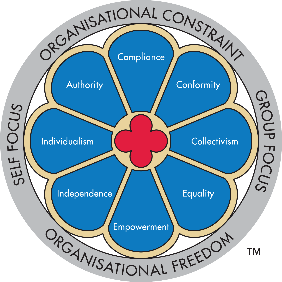 ORGANISATIONAL CONSTRAINT
Compliance
Authority
Conformity
SELF FOCUS
Individualism
Collectivism
GROUP FOCUS
Independence
Equality
Empowerment
ORGANISATIONAL FREEDOM
TM